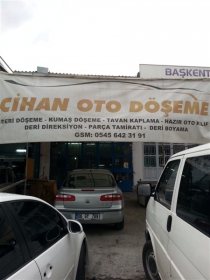 BAŞKENT
CİHAN OTO DÖŞEME
DERİ DÖŞEME - KUMAŞ DÖŞEME - TAVAN KAPLAMA - HAZIR OTO KILIF
DERİ DİREKSİYON - PARÇA TAMİRATI - DERİ BOYAMA
GSM: 0545 642 31 91